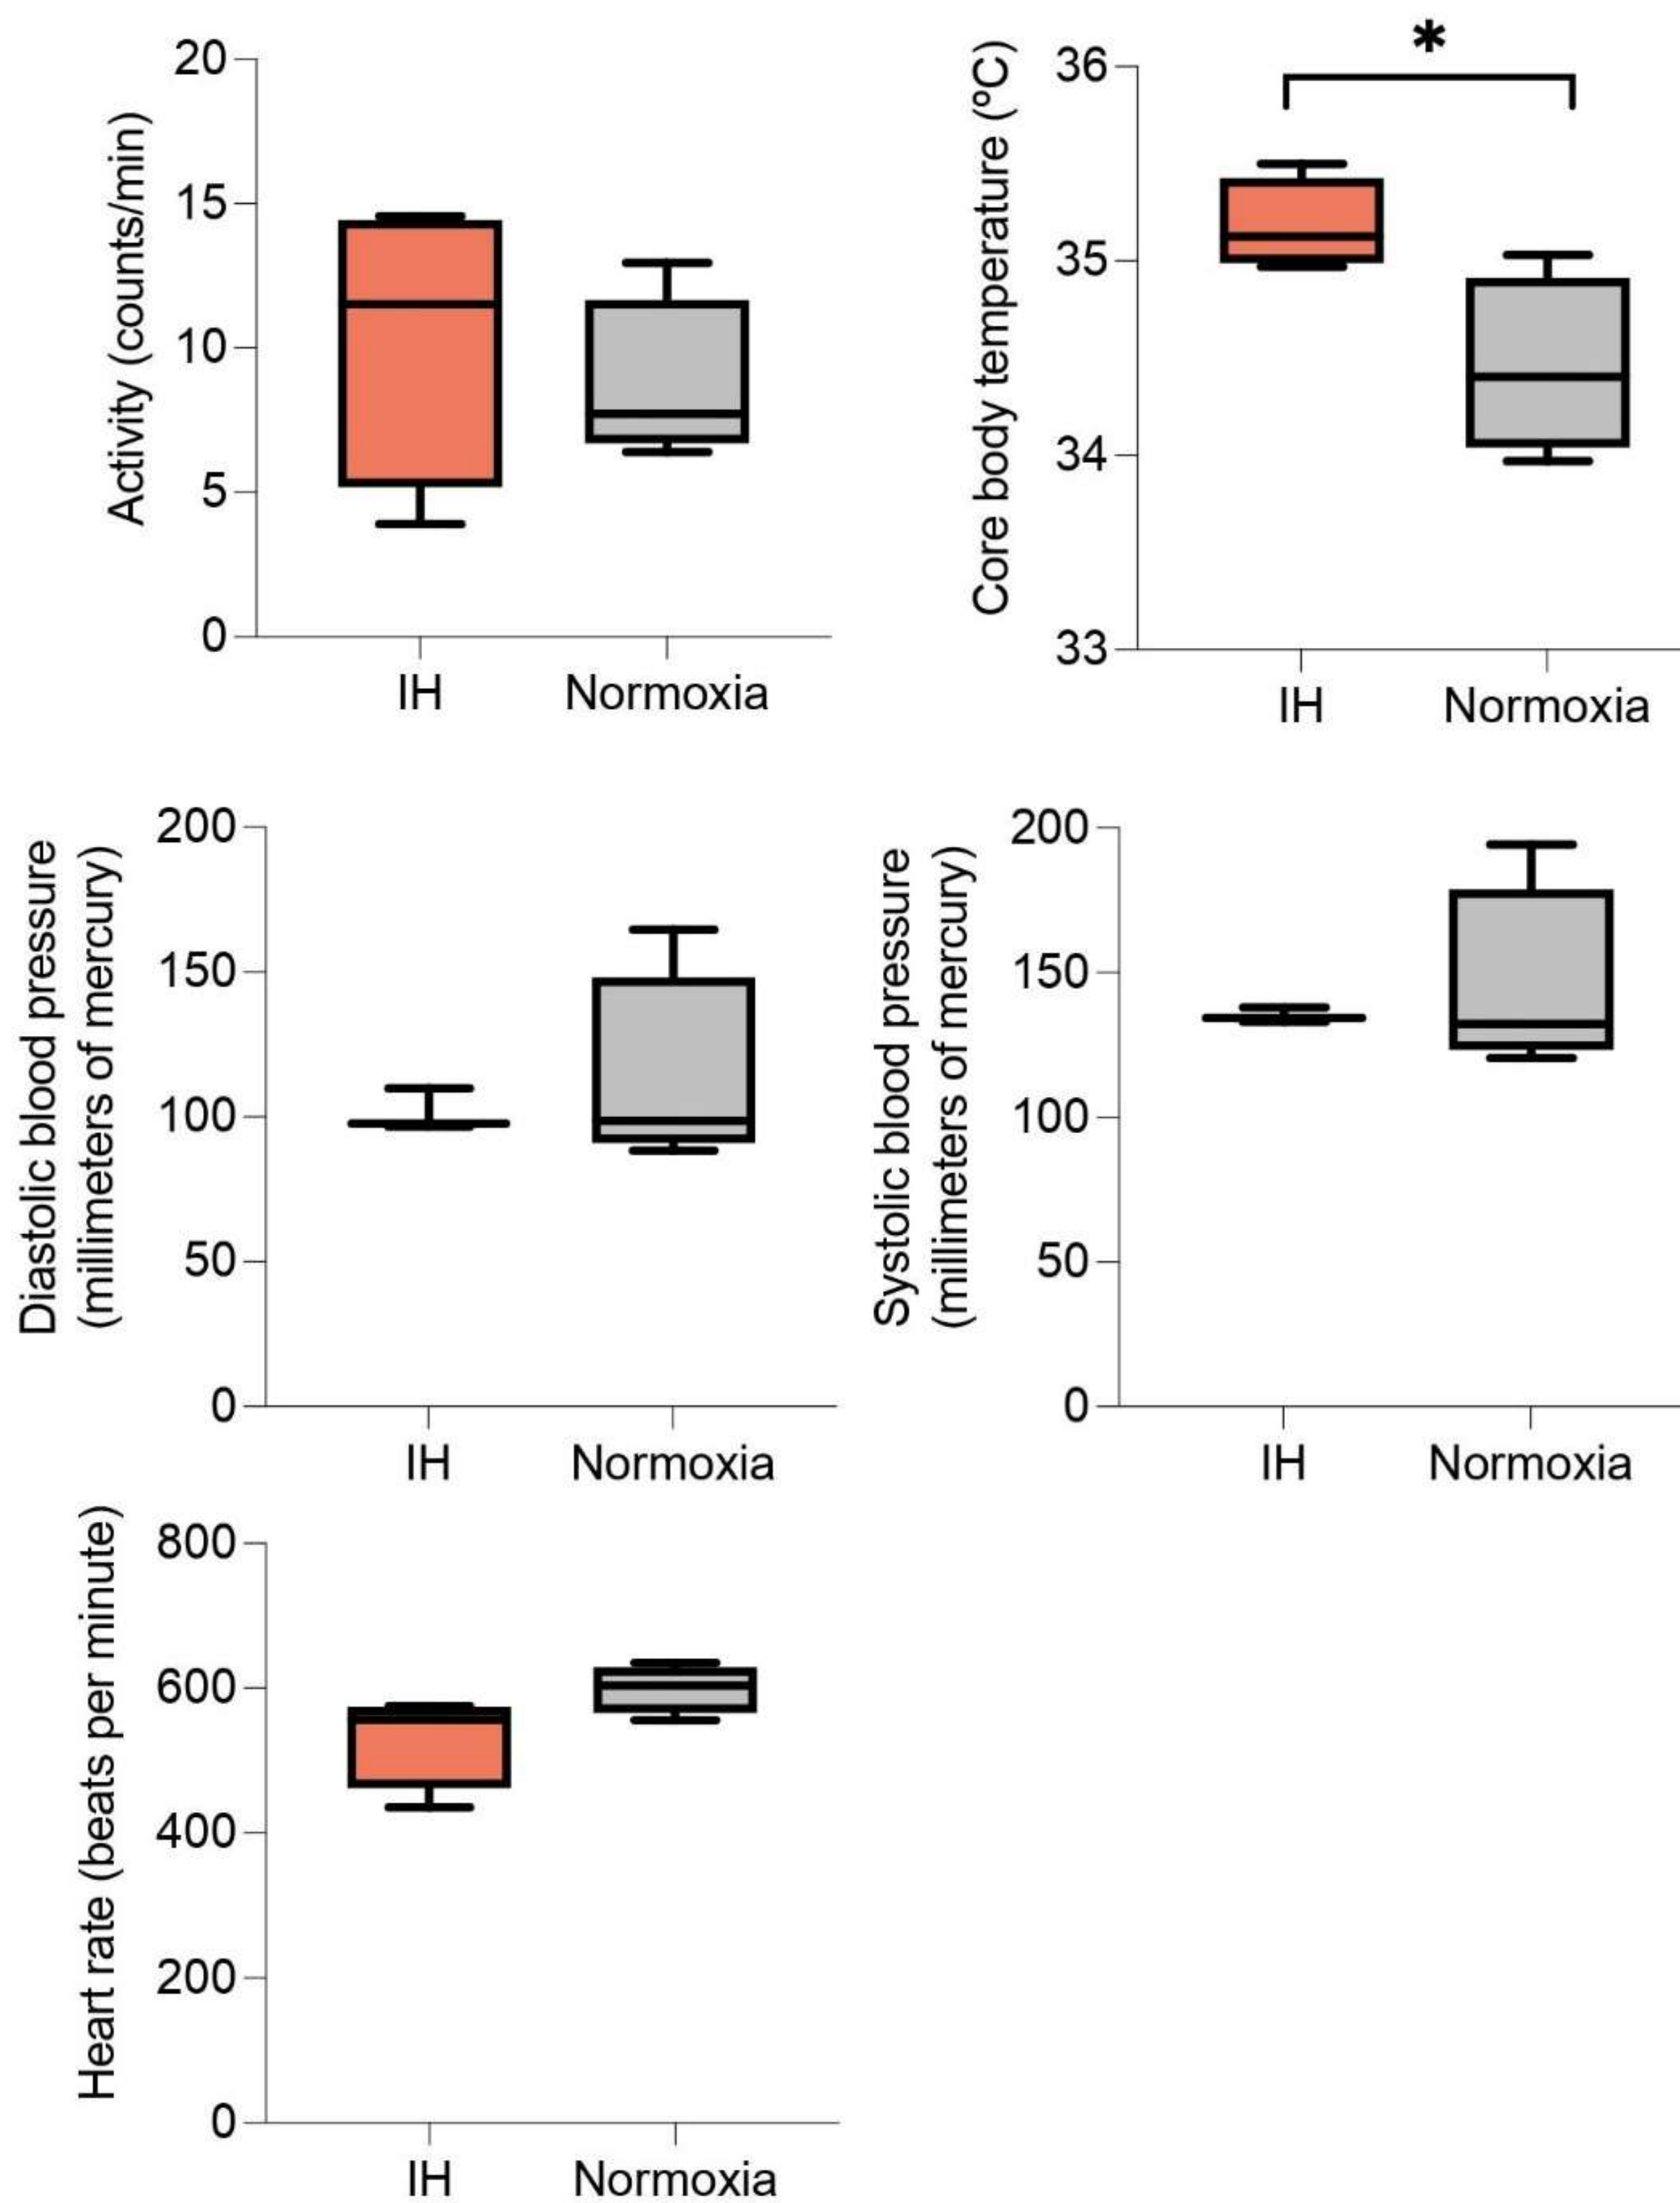 20
15
10
5
0
Activity (counts/min)
IH Normoxia
*
36
35
34
33
Core body temperature (ºC)
IH Normoxia
200
150
100
50
0
Diastolic blood pressure
(millimeters of mercury)
IH Normoxia
200
150
100
50
0
Systolic blood pressure
(millimeters of mercury)
IH Normoxia
800
600
400
200
0
Heart rate (beats per minute)
IH Normoxia